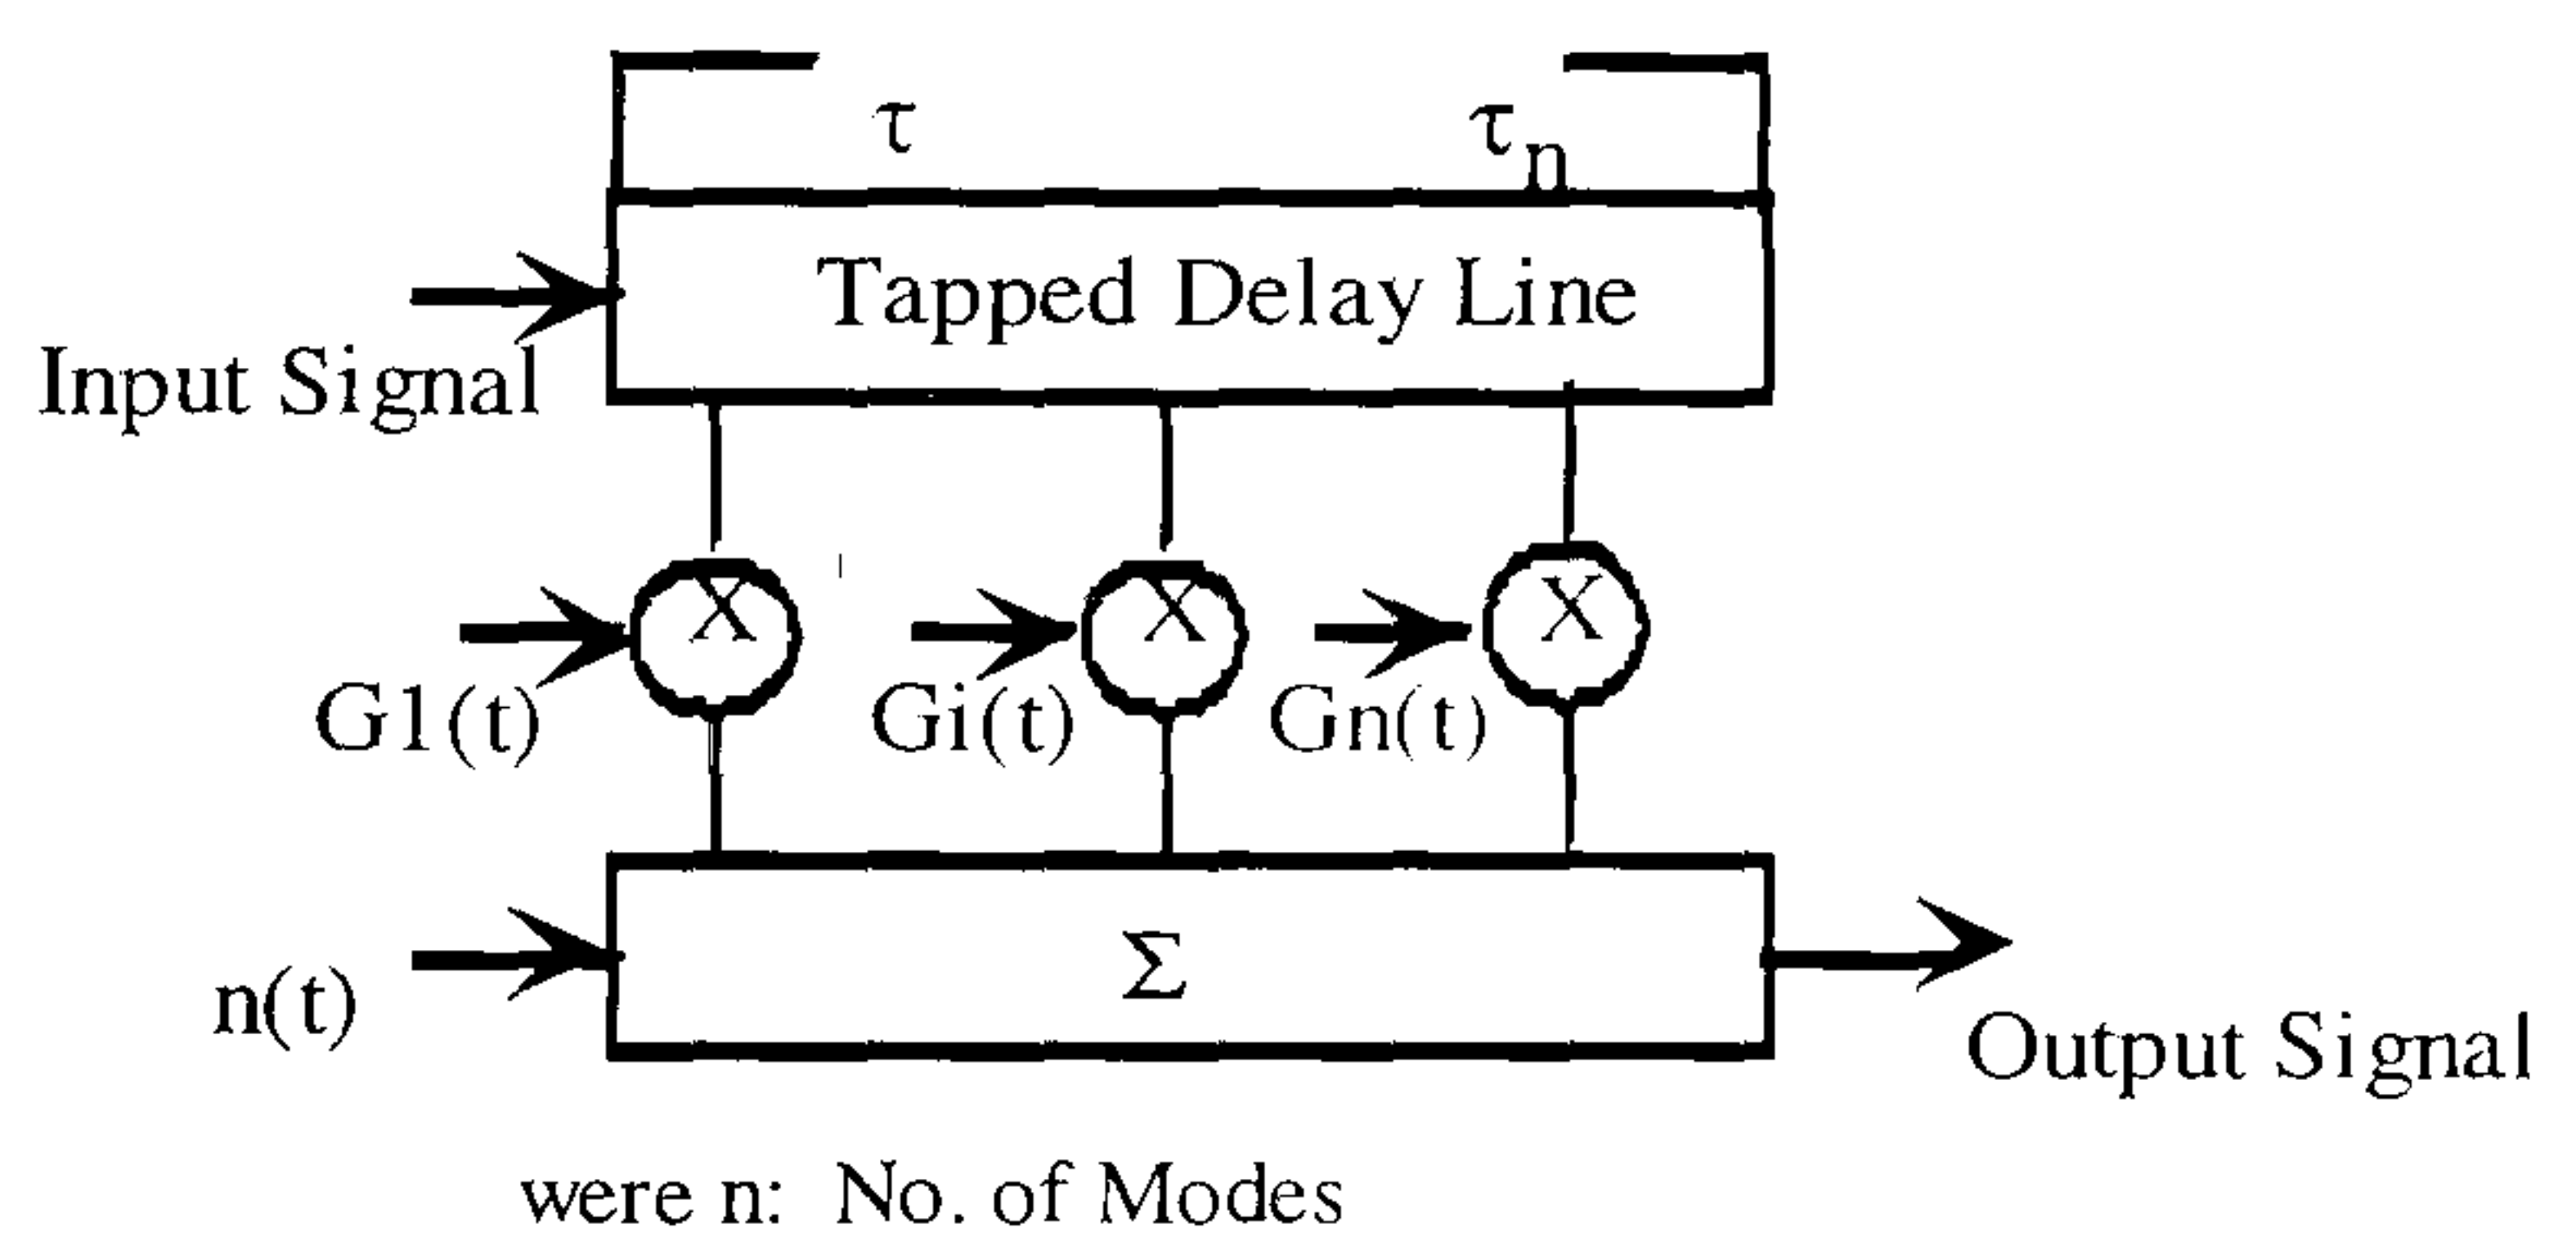 τ τn
Tapped Delay Line
Input Signal
X X X
G1(t) Gi(t) Gn(t)
Σ
n(t)
Output Signal
were n: No. of Modes